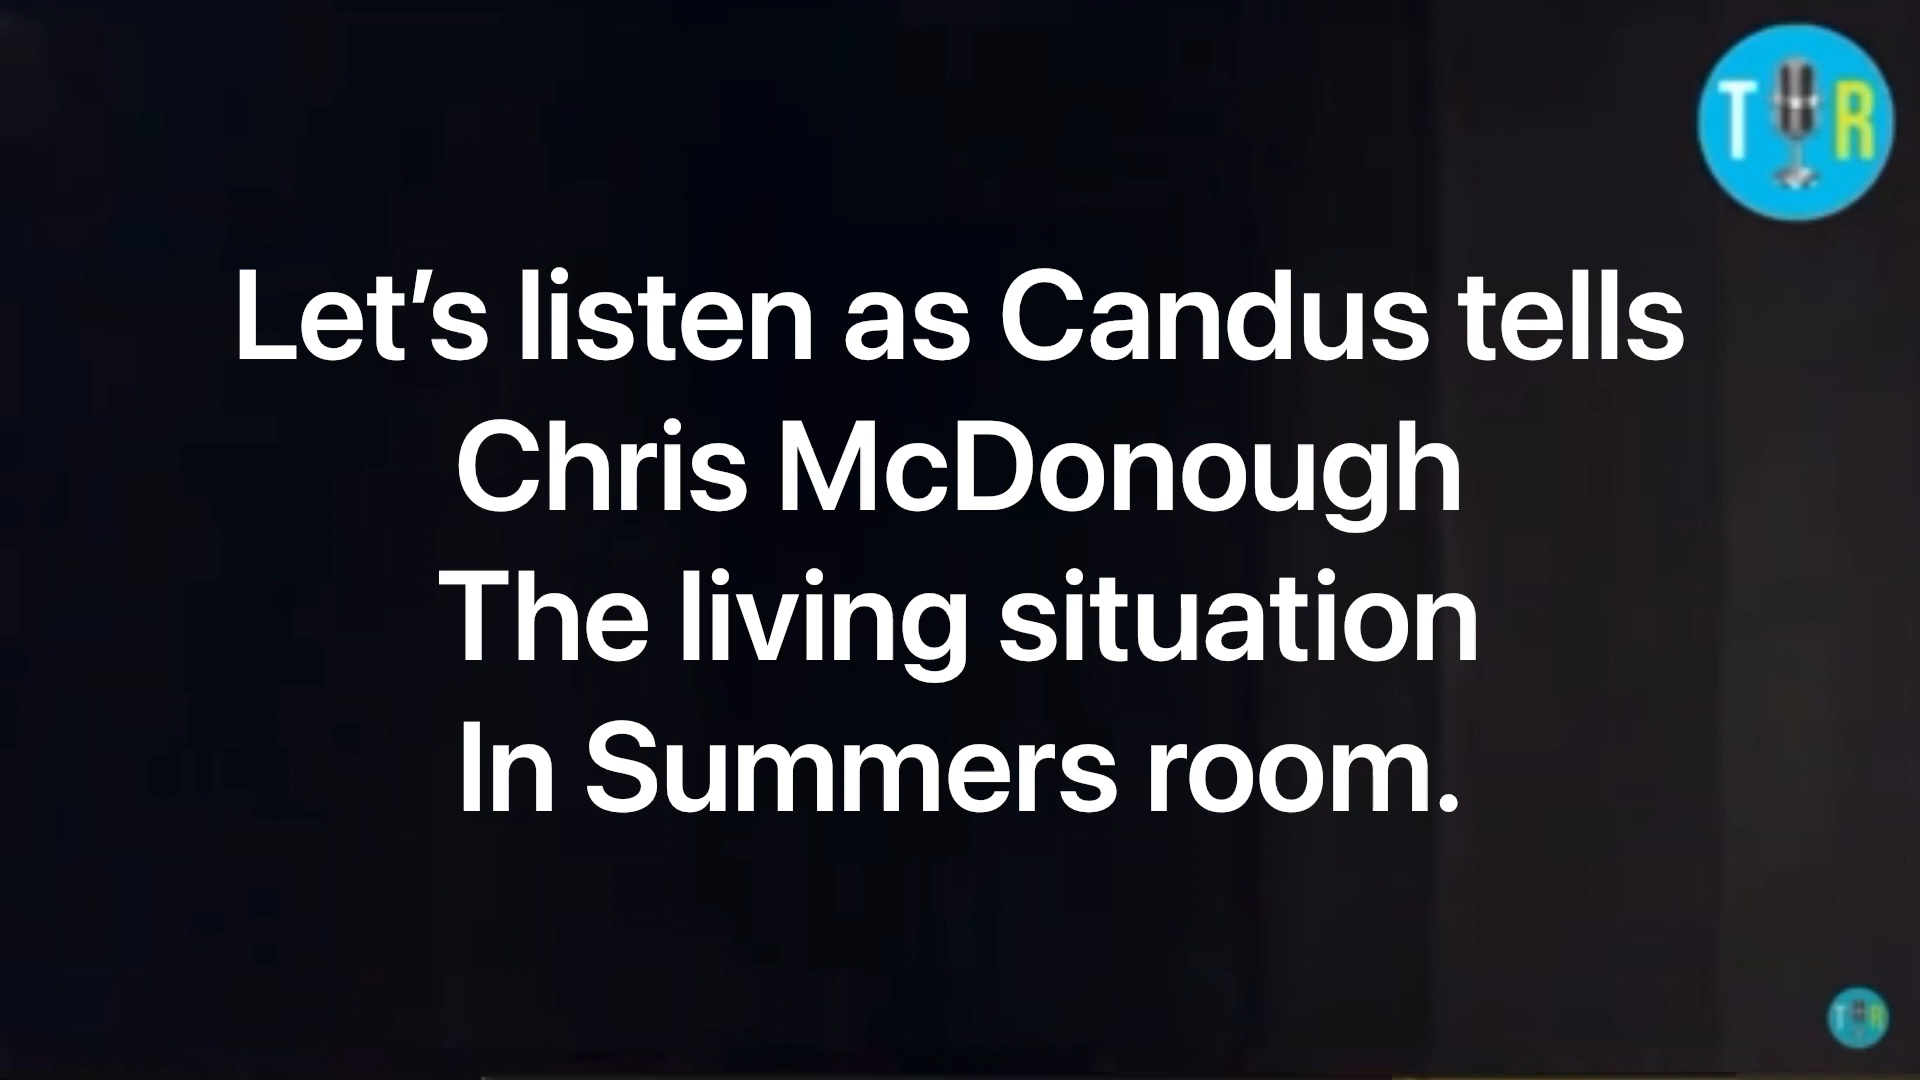 T R
Let’s listen as Candus tells
Chris McDonough
The living situation
In Summers room.
T R